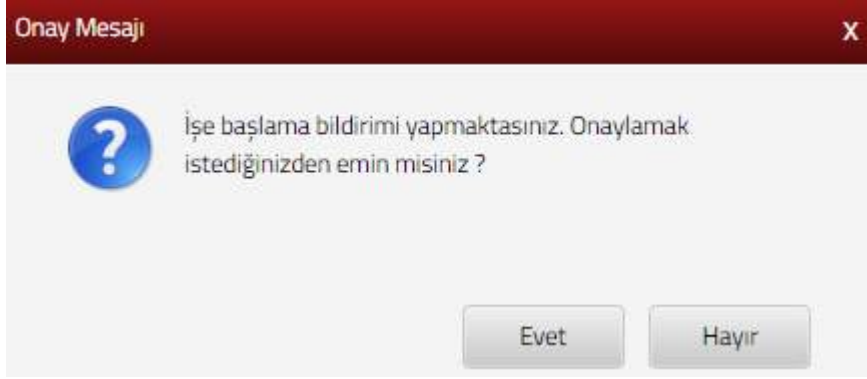 Onay Mesajı
X
İşe başlama bildirimi yapmaktasınız. Onaylamak
istediğinizden emin misiniz ?
Evet
Hayır